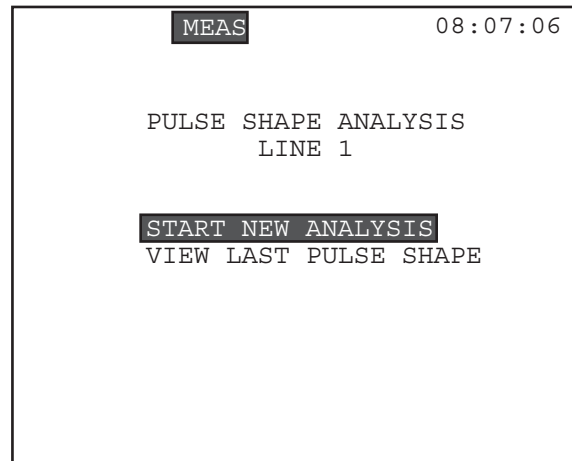 MEAS 08:07:06
PULSE SHAPE ANALYSIS
LINE 1
START NEW ANALYSIS
VIEW LAST PULSE SHAPE